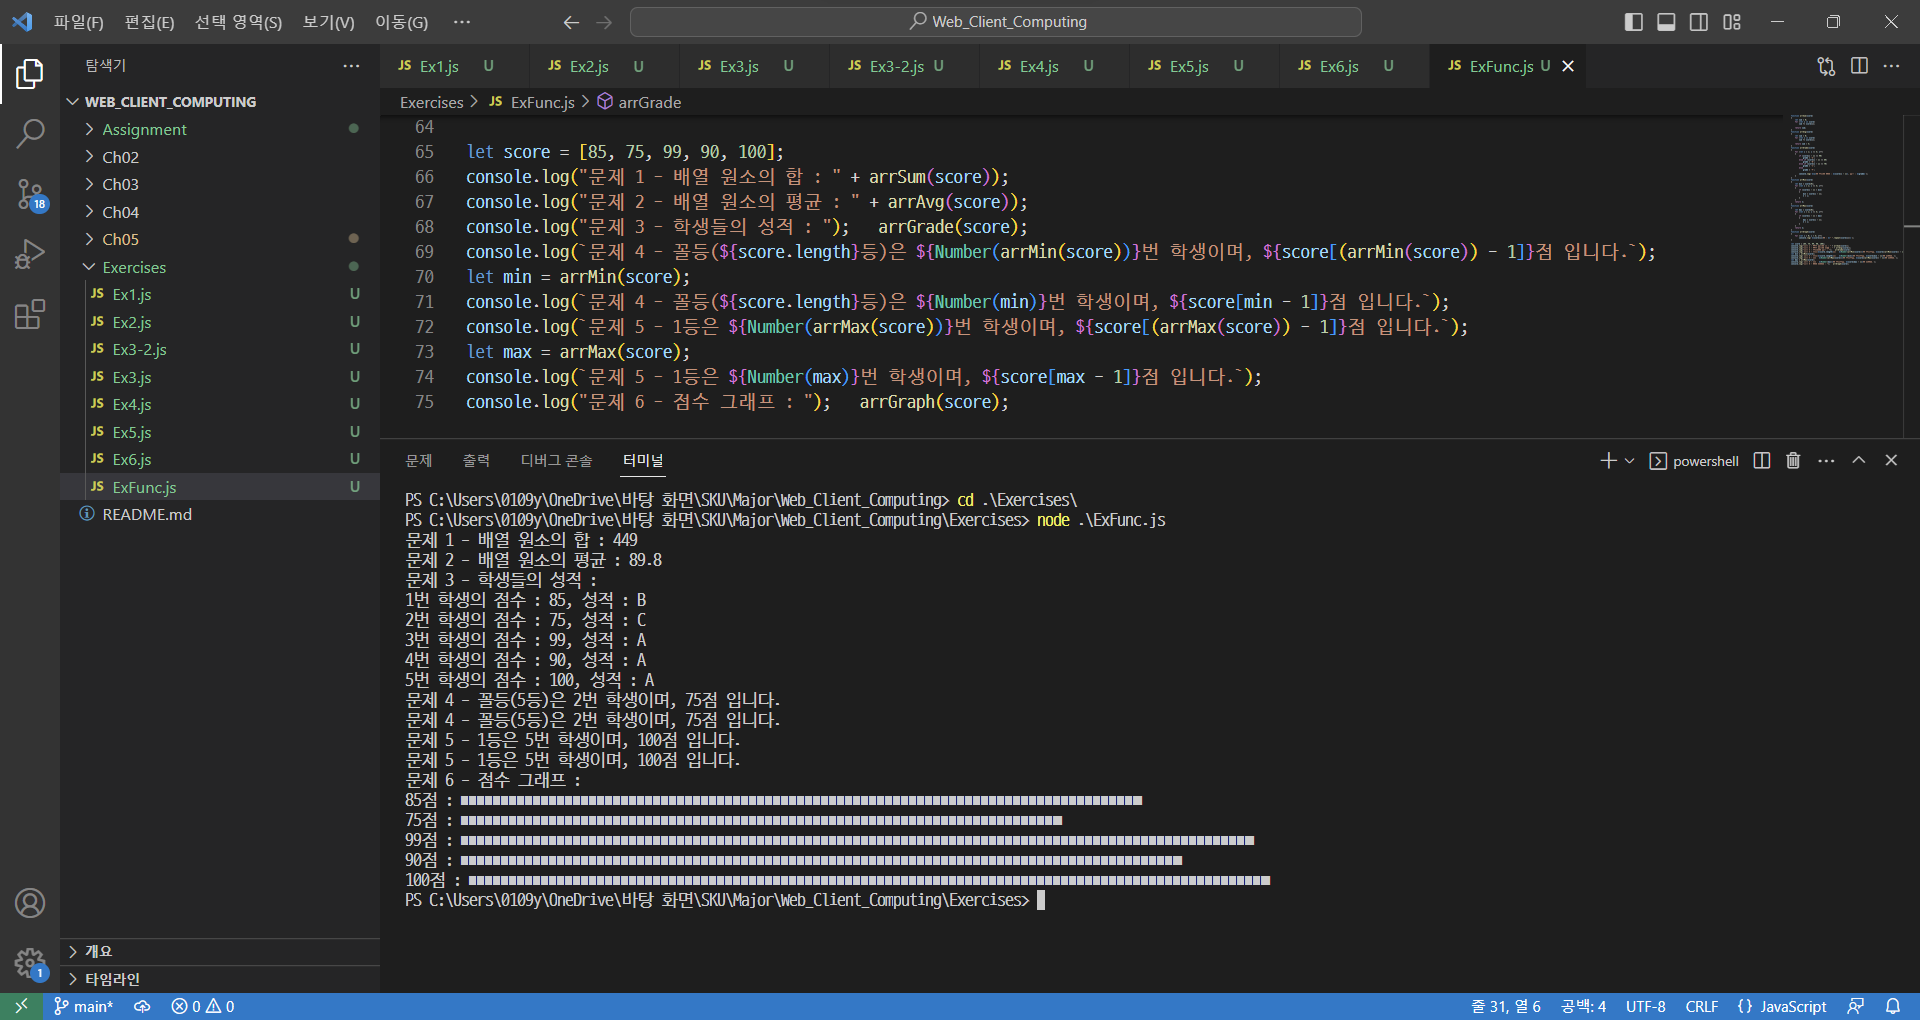 파일(F) 편집(E) 선택 영역(S) 보기(V) 이동(G) ··· Web_Client_Computing
탐색기 ···
WEB_CLIENT_COMPUTING
Assignment
Ch02
Ch03
Ch04
Ch05
Exercises
JS Ex1.js U
JS Ex2.js U
JS Ex3-2.js U
JS Ex3.js U
JS Ex4.js U
JS Ex5.js U
JS Ex6.js U
JS ExFunc.js U
README.md
개요
타임라인
18
1
JS Ex1.js U JS Ex2.js U JS Ex3.js U JS Ex3-2.js U JS Ex4.js U JS Ex5.js U JS Ex6.js U JS ExFunc.js U
Exercises > JS ExFunc.js > arrGrade
64
65 let score = [85, 75, 99, 90, 100];
66 console.log("문제 1 - 배열 원소의 합 : " + arrSum(score));
67 console.log("문제 2 - 배열 원소의 평균 : " + arrAvg(score));
68 console.log("문제 3 - 학생들의 성적 : "); arrGrade(score);
69 console.log(`문제 4 - 꼴등(${score.length}등)은 ${Number(arrMin(score))}번 학생이며, ${score[(arrMin(score)) - 1]}점 입니다.`);
70 let min = arrMin(score);
71 console.log(`문제 4 - 꼴등(${score.length}등)은 ${Number(min)}번 학생이며, ${score[min - 1]}점 입니다.`);
72 console.log(`문제 5 - 1등은 ${Number(arrMax(score))}번 학생이며, ${score[(arrMax(score)) - 1]}점 입니다.`);
73 let max = arrMax(score);
74 console.log(`문제 5 - 1등은 ${Number(max)}번 학생이며, ${score[max - 1]}점 입니다.`);
75 console.log("문제 6 - 점수 그래프 : "); arrGraph(score);
문제 출력 디버그 콘솔 터미널 powershell
PS C:\Users\0109y\OneDrive\바탕 화면\SKU\Major\Web_Client_Computing> cd .\Exercises\
PS C:\Users\0109y\OneDrive\바탕 화면\SKU\Major\Web_Client_Computing\Exercises> node .\ExFunc.js
문제 1 - 배열 원소의 합 : 449
문제 2 - 배열 원소의 평균 : 89.8
문제 3 - 학생들의 성적 :
1번 학생의 점수 : 85, 성적 : B
2번 학생의 점수 : 75, 성적 : C
3번 학생의 점수 : 99, 성적 : A
4번 학생의 점수 : 90, 성적 : A
5번 학생의 점수 : 100, 성적 : A
문제 4 - 꼴등(5등)은 2번 학생이며, 75점 입니다.
문제 4 - 꼴등(5등)은 2번 학생이며, 75점 입니다.
문제 5 - 1등은 5번 학생이며, 100점 입니다.
문제 5 - 1등은 5번 학생이며, 100점 입니다.
문제 6 - 점수 그래프 :
85점 :
75점 :
99점 :
90점 :
100점 :
PS C:\Users\0109y\OneDrive\바탕 화면\SKU\Major\Web_Client_Computing\Exercises>
main* 0 0 줄 31, 열 6 공백: 4 UTF-8 CRLF {} JavaScript